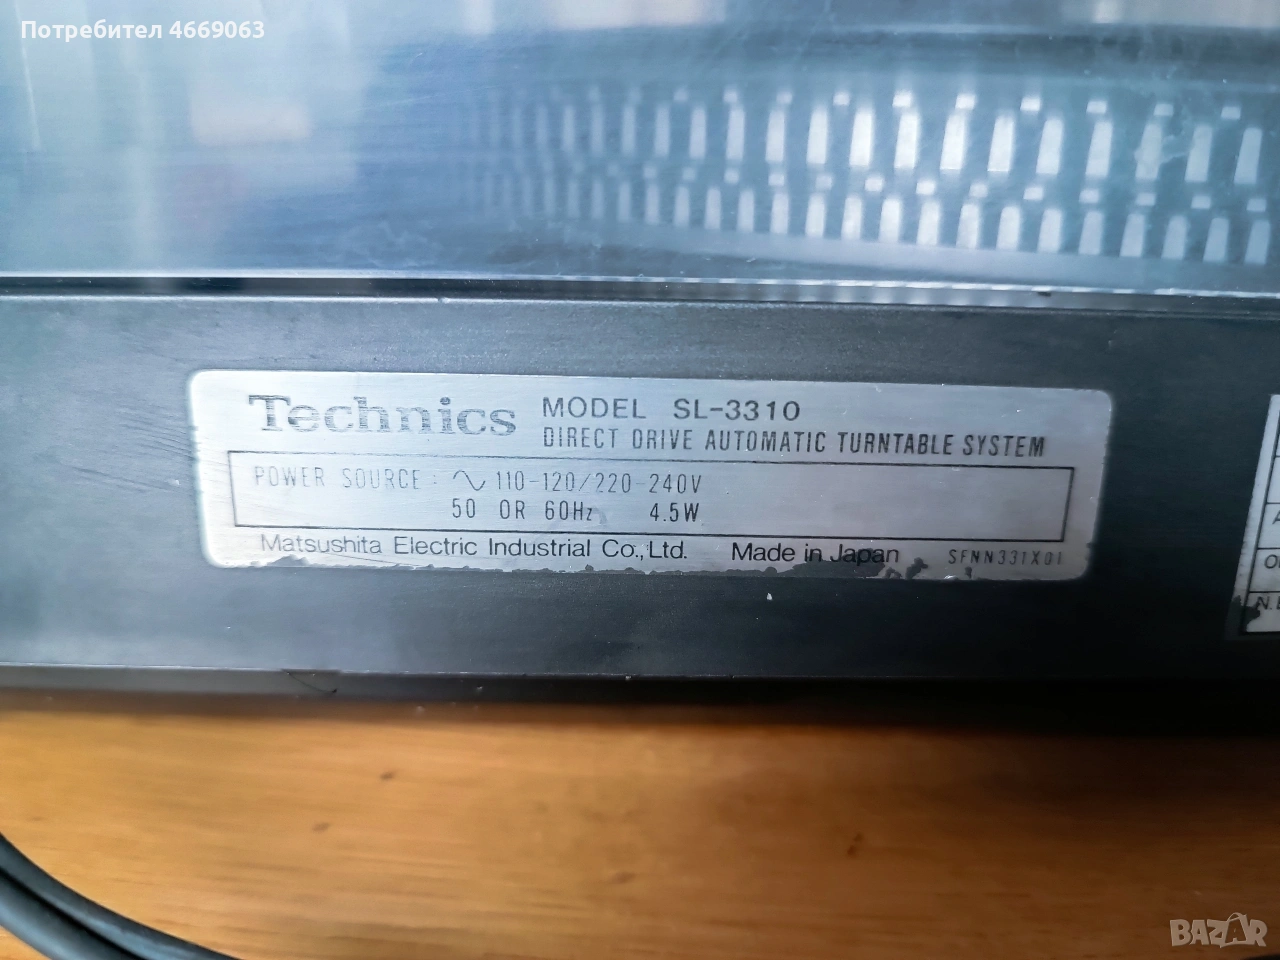 Потребител 4669063
Technics MODEL SL-3310
DIRECT DRIVE AUTOMATIC TURNTABLE SYSTEM
POWER SOURCE : ∿ 110-120/220-240V
50 OR 60Hz 4.5W
Matsushita Electric Industrial Co., Ltd. Made in Japan SFNN331X01
BAZAR